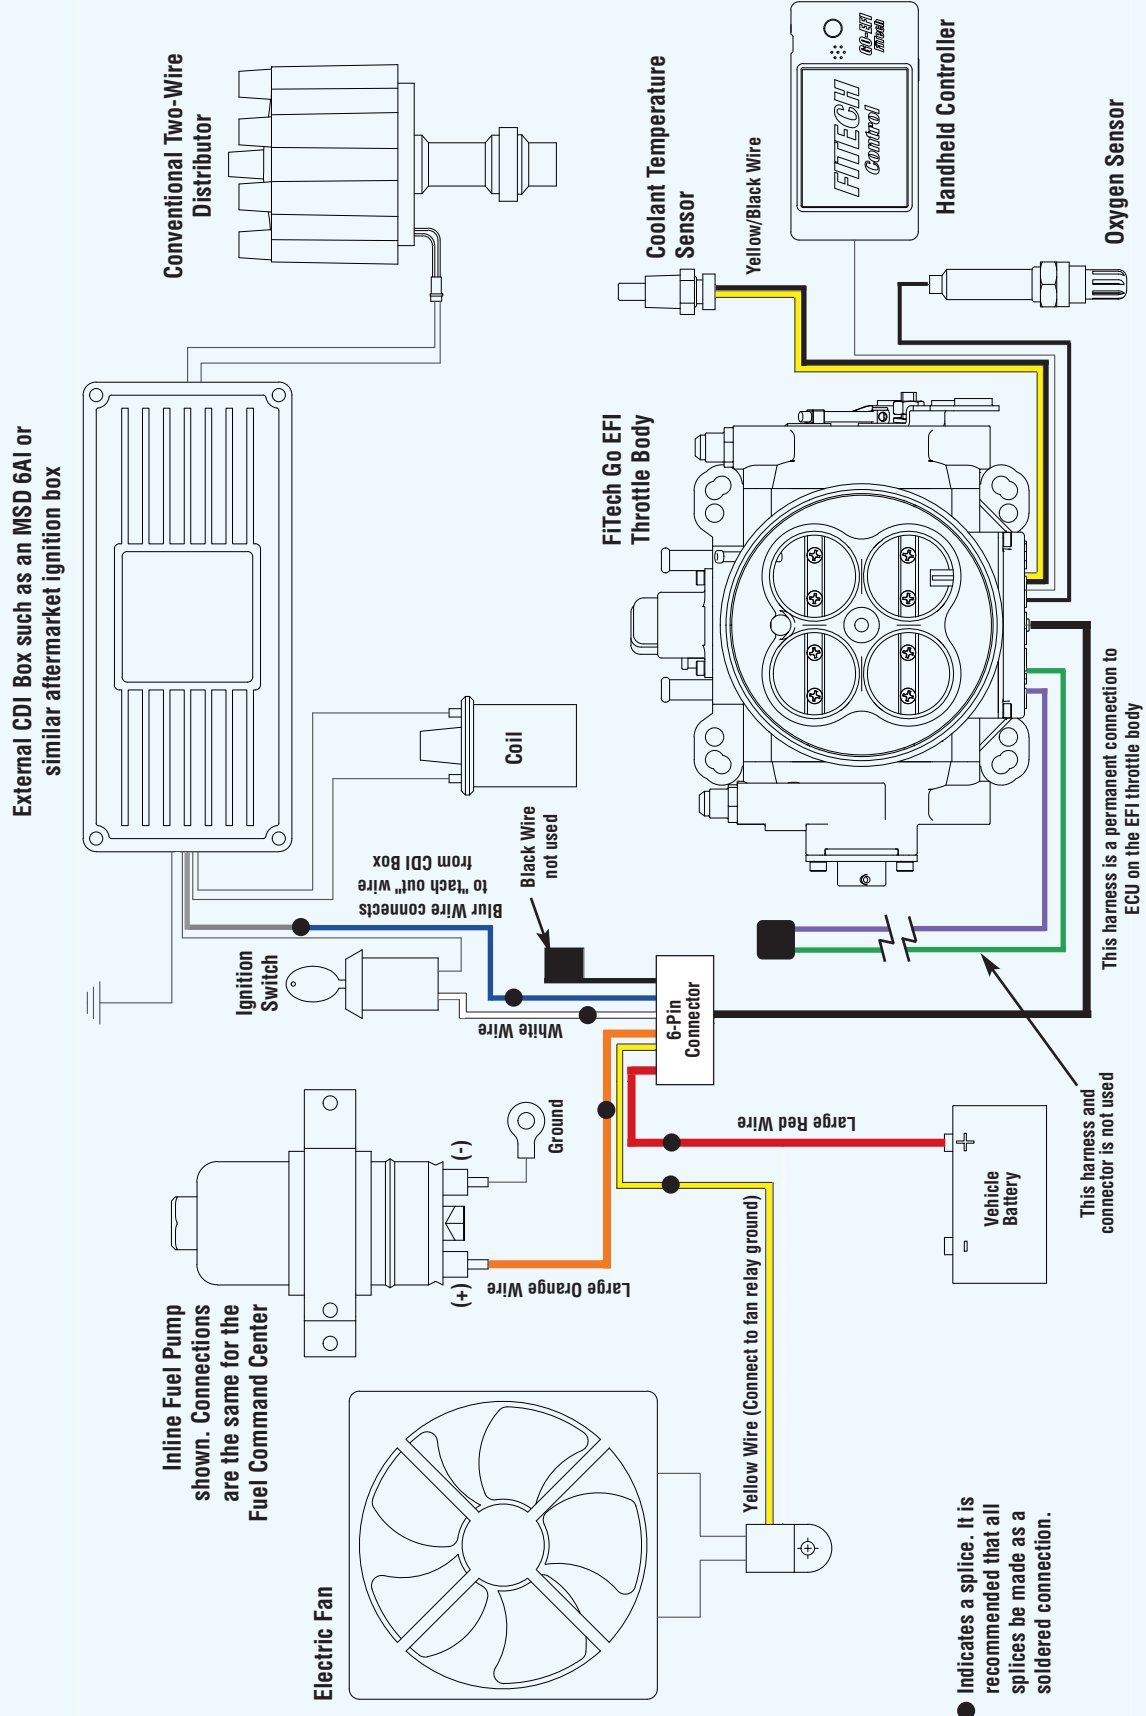 External CDI Box such as an MSD 6AI or
similar aftermarket ignition box
Conventional Two-Wire
Distributor
Inline Fuel Pump
shown. Connections
are the same for the
Fuel Command Center
(+)
(-)
Ground
Ignition
Switch
Coil
Blur Wire connects
to "tach out" wire
from CDI Box
White Wire
Black Wire
not used
Large Orange Wire
Electric Fan
Yellow Wire (Connect to fan relay ground)
Large Red Wire
6-Pin
Connector
FiTech Go EFI
Throttle Body
Coolant Temperature
Sensor
Yellow/Black Wire
FITECH
Control
GO-EFI
FiTech
Handheld Controller
Oxygen Sensor
Vehicle
Battery
+
-
This harness and
connector is not used
This harness is a permanent connection to
ECU on the EFI throttle body
Indicates a splice. It is
recommended that all
splices be made as a
soldered connection.